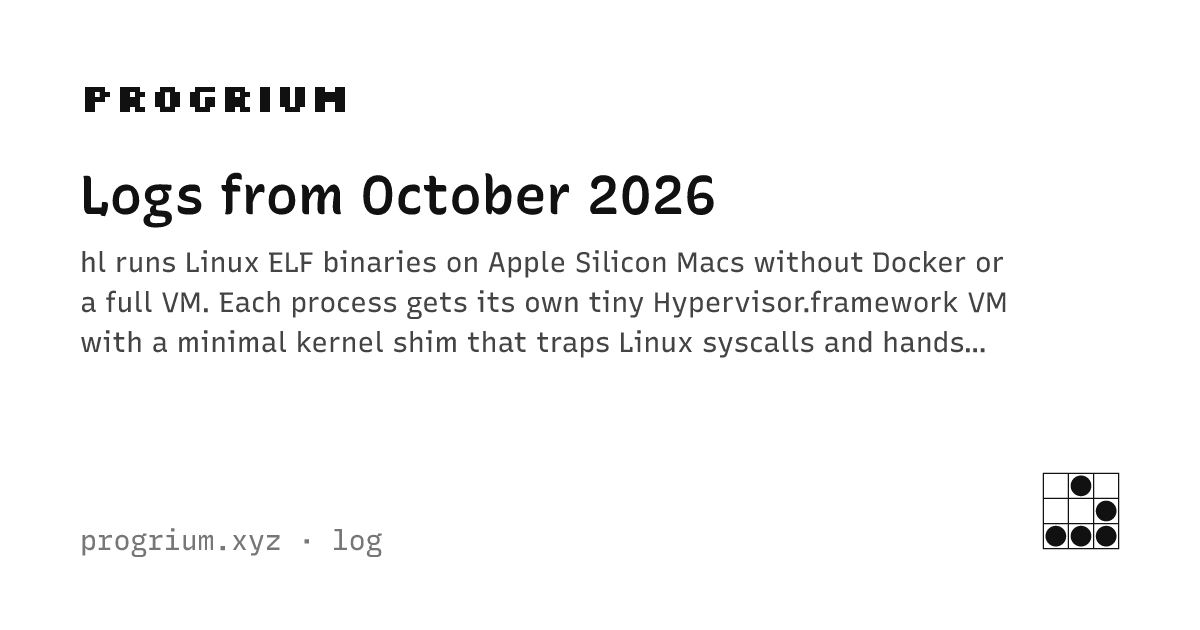 PROGRIUM
Logs from October 2026
hl runs Linux ELF binaries on Apple Silicon Macs without Docker or
a full VM. Each process gets its own tiny Hypervisor.framework VM
with a minimal kernel shim that traps Linux syscalls and hands...
progrium.xyz · log